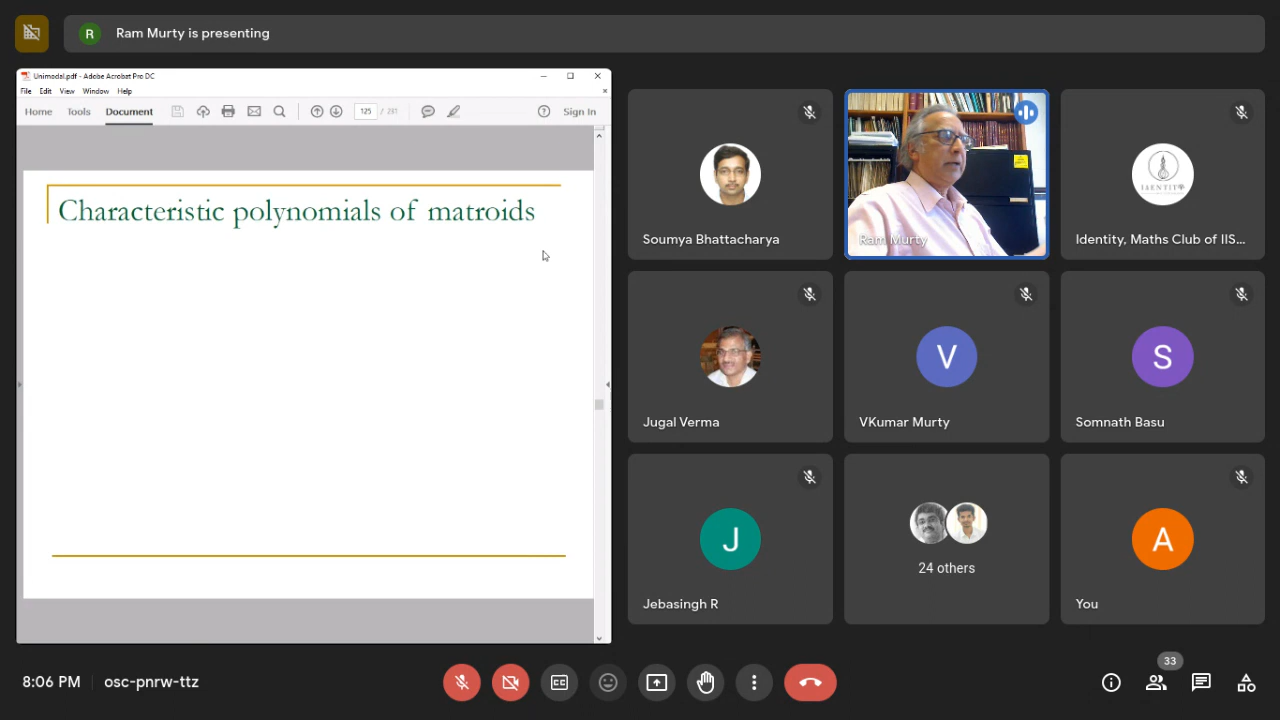 R Ram Murty is presenting
Unimodal.pdf - Adobe Acrobat Pro DC
File Edit View Window Help
Home Tools Document 125 / 231 Sign In
Characteristic polynomials of matroids
Soumya Bhattacharya
Ram Murty
Identity, Maths Club of IIS...
Jugal Verma
V
VKumar Murty
S
Somnath Basu
J
Jebasingh R
24 others
A
You
8:06 PM osc-pnrw-ttz
33